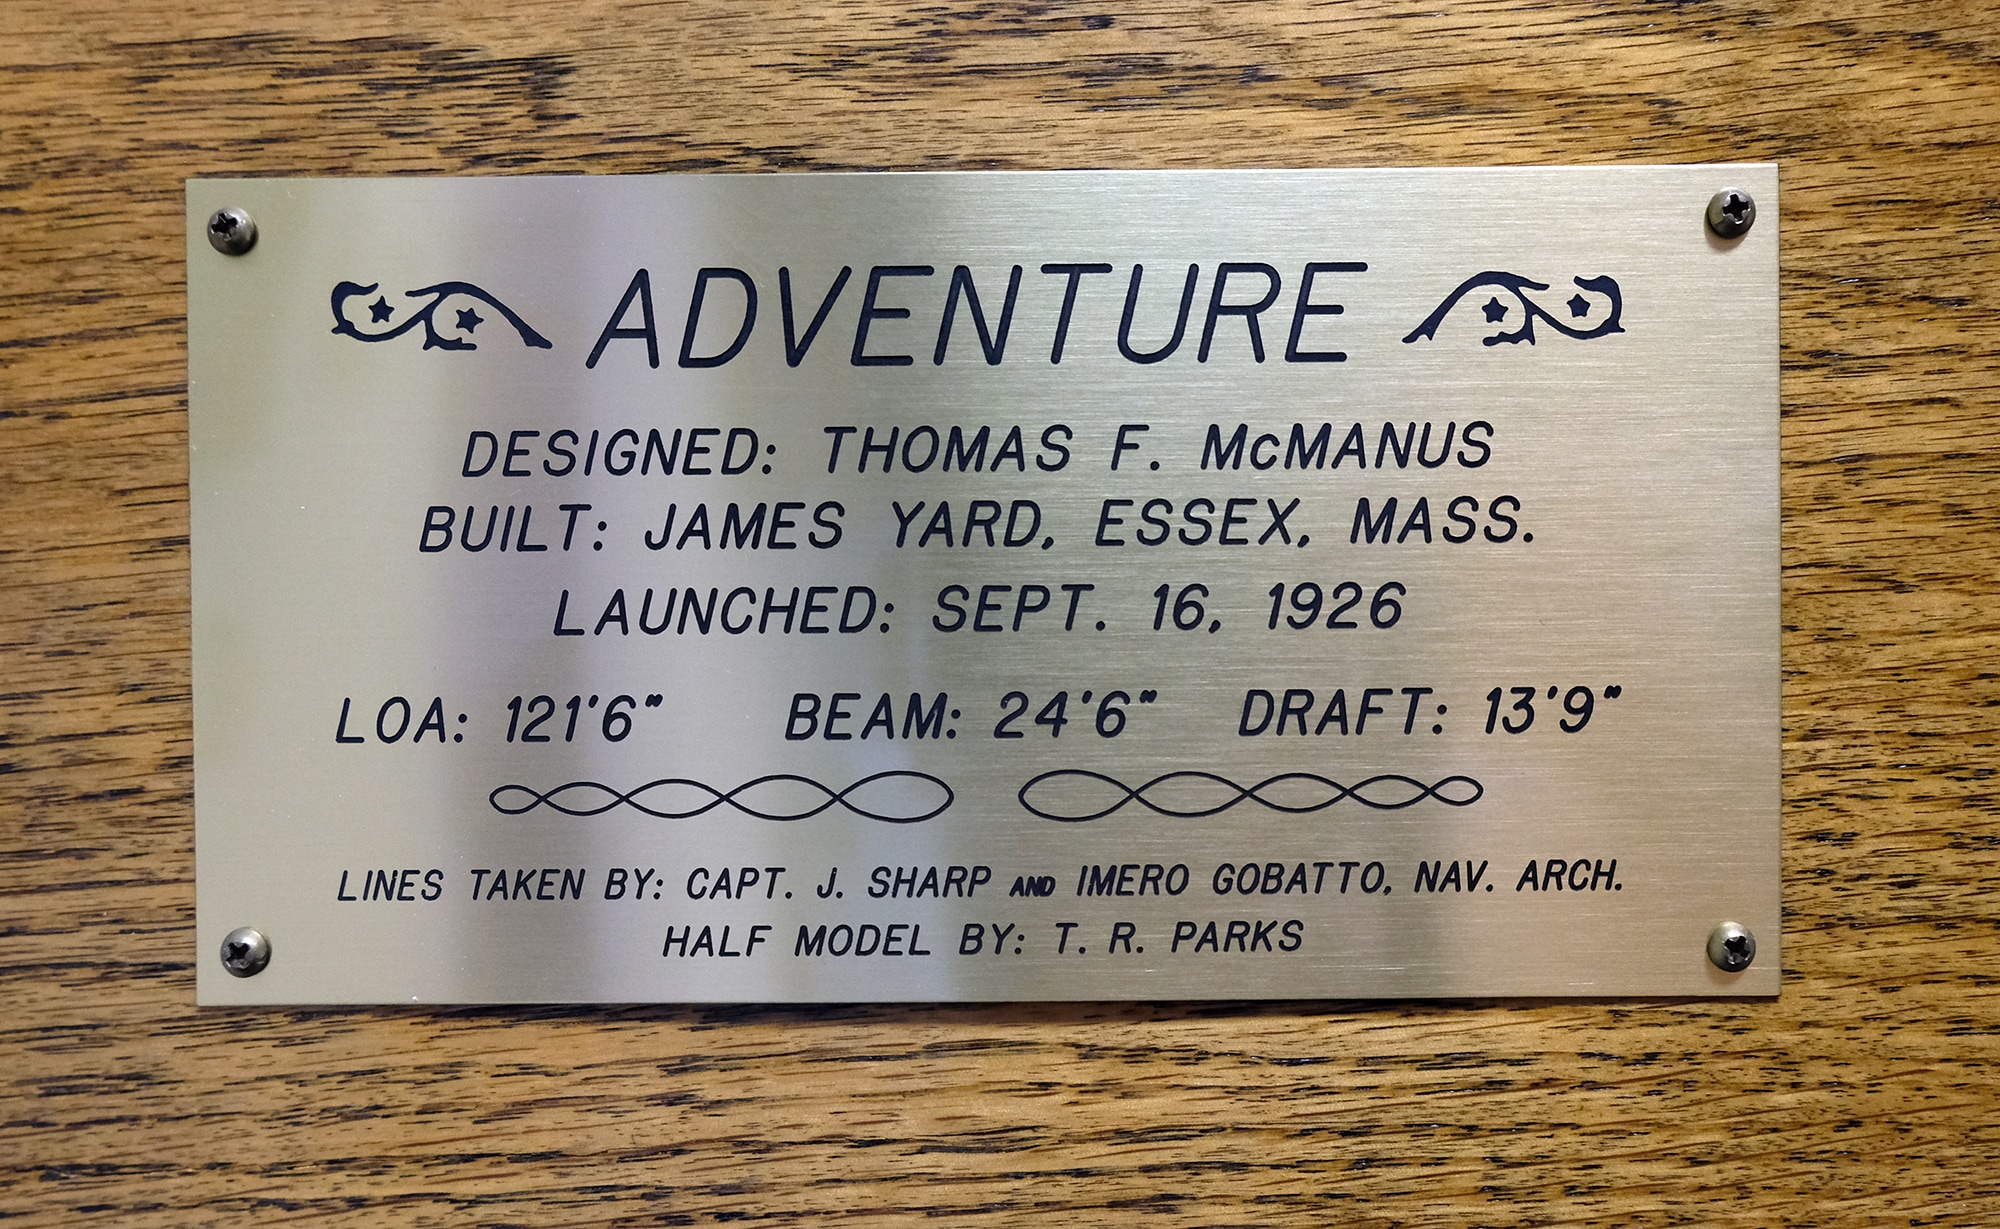 ADVENTURE
DESIGNED: THOMAS F. McMANUS
BUILT: JAMES YARD, ESSEX, MASS.
LAUNCHED: SEPT. 16, 1926
LOA: 121'6" BEAM: 24'6" DRAFT: 13'9"
LINES TAKEN BY: CAPT. J. SHARP AND IMERO GOBATTO, NAV. ARCH.
HALF MODEL BY: T. R. PARKS